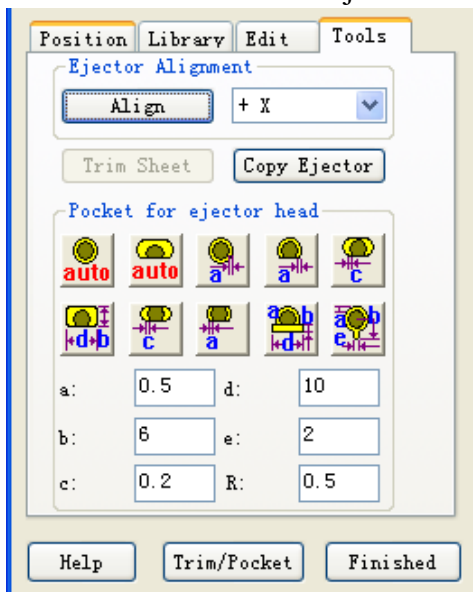 Position Library Edit Tools
Ejector Alignment
Align + X
Trim Sheet Copy Ejector
Pocket for ejector head
auto auto a a c
d b c a a b d a b e
a: 0.5 d: 10
b: 6 e: 2
c: 0.2 R: 0.5
Help Trim/Pocket Finished